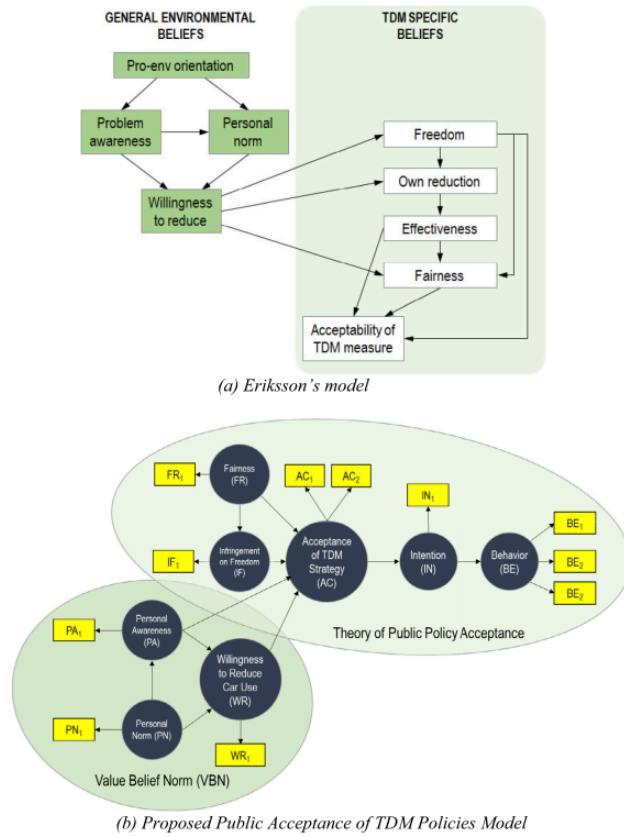 GENERAL ENVIRONMENTAL
BELIEFS
TDM SPECIFIC
BELIEFS
Pro-env orientation
Problem
awareness
Personal
norm
Willingness
to reduce
Freedom
Own reduction
Effectiveness
Fairness
Acceptability of
TDM measure
(a) Eriksson's model
FR1
Fairness
(FR)
AC1
AC2
IN1
BE1
IF1
Infringement
on Freedom
(IF)
Acceptance
of TDM
Strategy
(AC)
Intention
(IN)
Behavior
(BE)
BE2
BE2
PA1
Personal
Awareness
(PA)
Theory of Public Policy Acceptance
Willingness
to Reduce
Car Use
(WR)
PN1
Personal
Norm (PN)
WR1
Value Belief Norm (VBN)
(b) Proposed Public Acceptance of TDM Policies Model